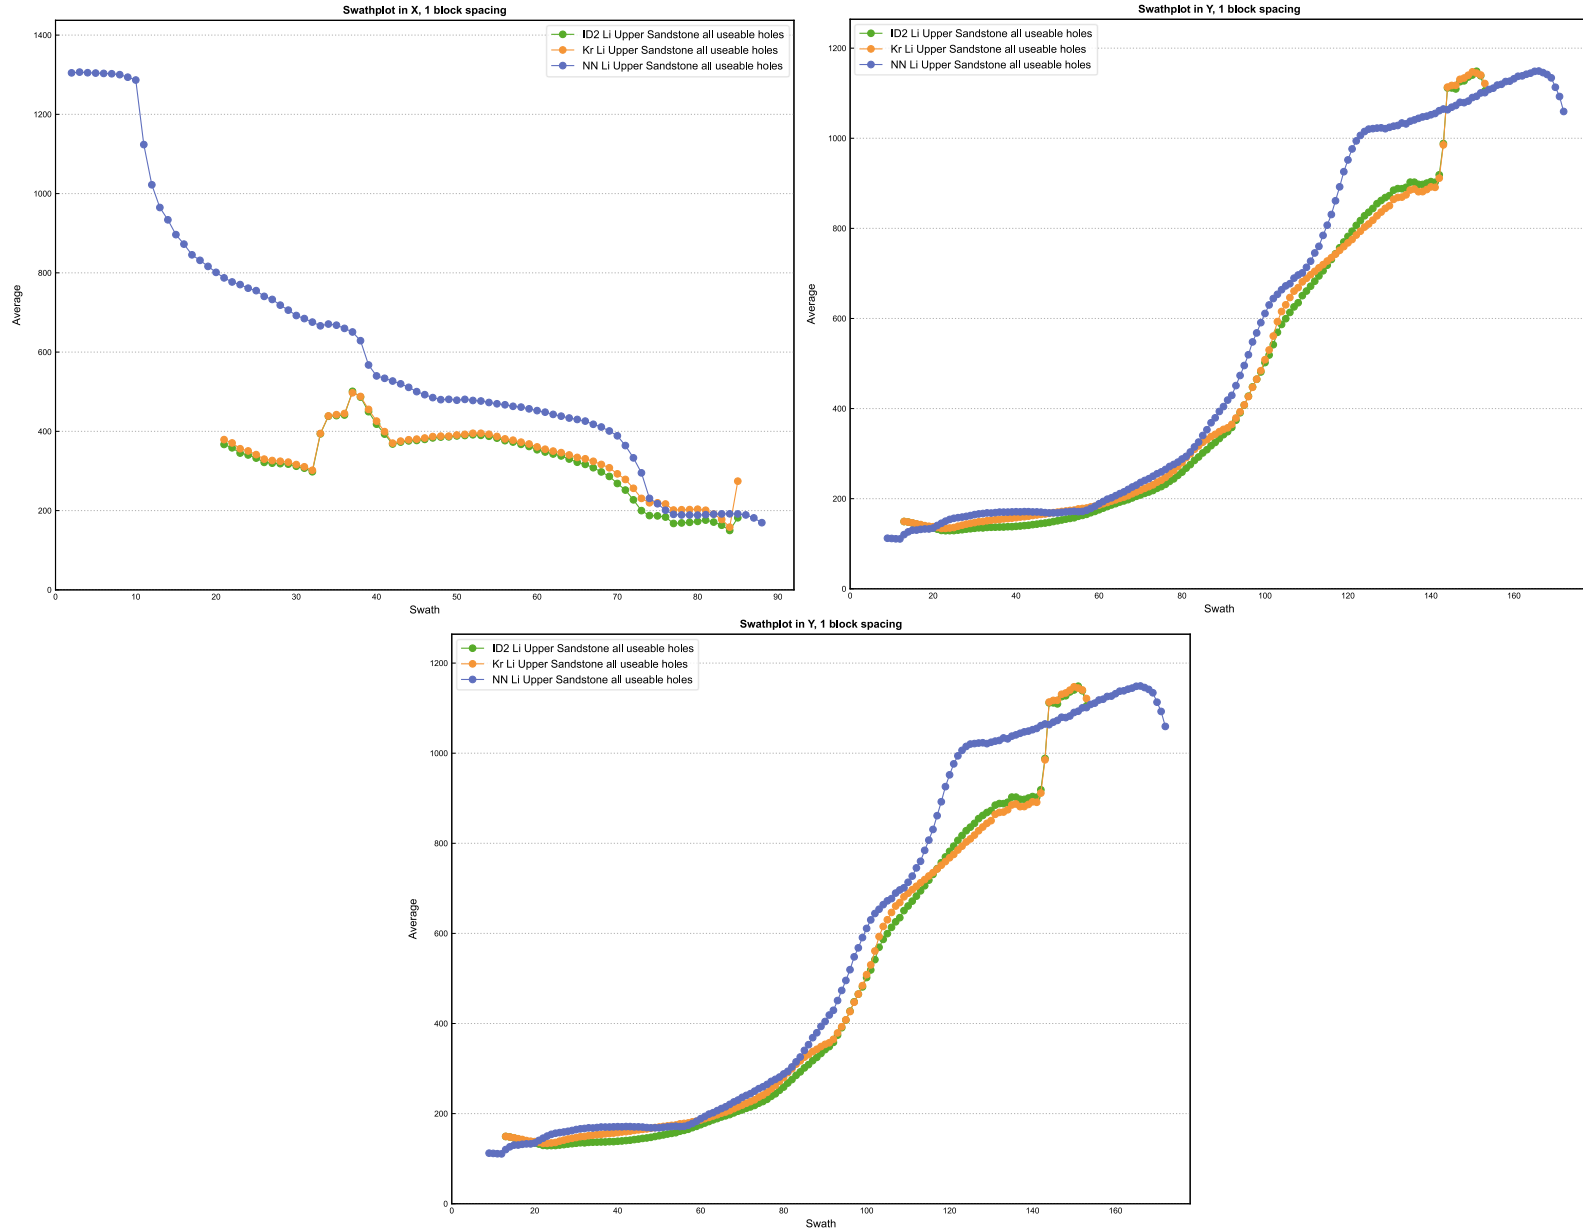 Swathplot in X, 1 block spacing
ID2 Li Upper Sandstone all useable holes
Kr Li Upper Sandstone all useable holes
NN Li Upper Sandstone all useable holes
1400
1200
1000
800
600
400
200
0
Average
0 10 20 30 40 50 60 70 80 90
Swath
Swathplot in Y, 1 block spacing
ID2 Li Upper Sandstone all useable holes
Kr Li Upper Sandstone all useable holes
NN Li Upper Sandstone all useable holes
1200
1000
800
600
400
200
0
Average
0 20 40 60 80 100 120 140 160
Swath
Swathplot in Y, 1 block spacing
ID2 Li Upper Sandstone all useable holes
Kr Li Upper Sandstone all useable holes
NN Li Upper Sandstone all useable holes
1200
1000
800
600
400
200
0
Average
0 20 40 60 80 100 120 140 160
Swath